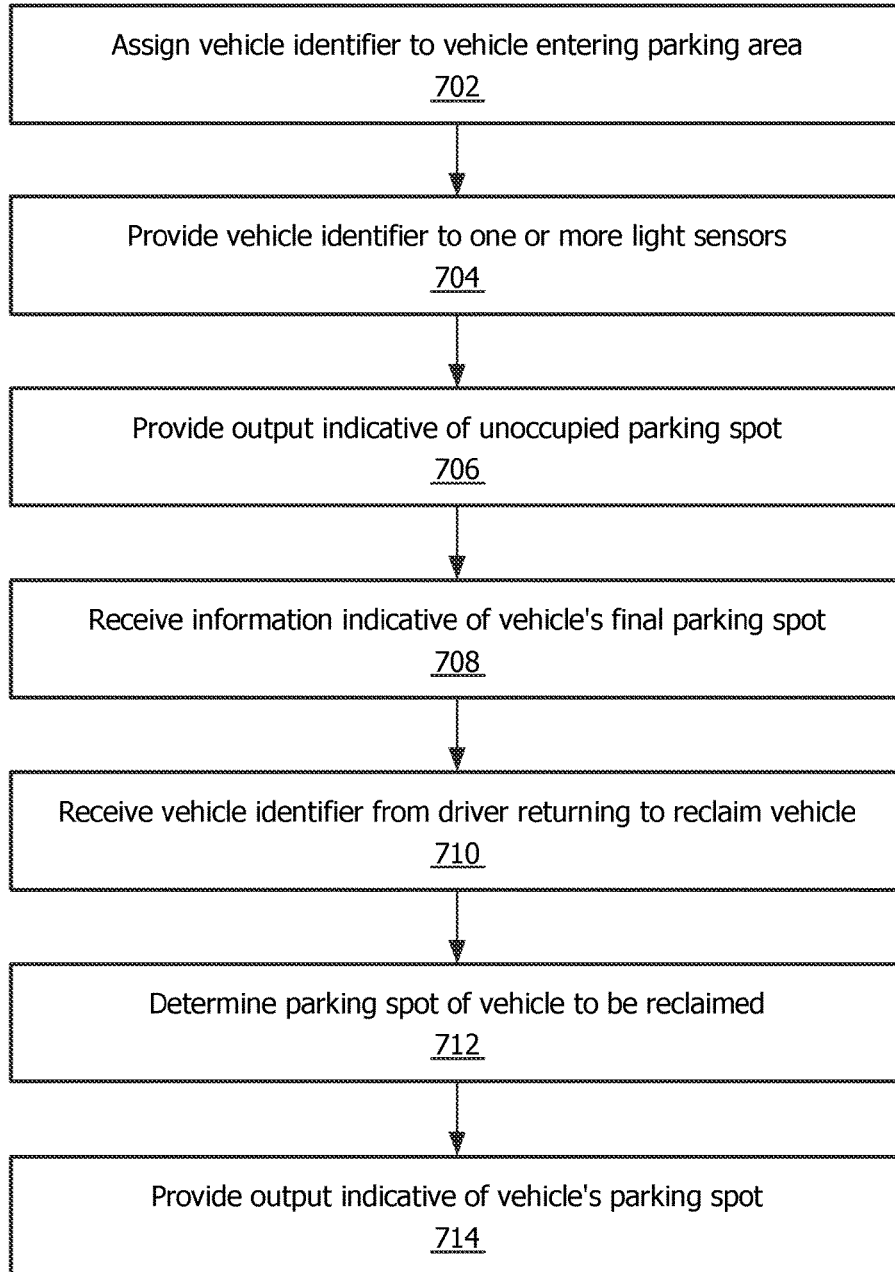 Assign vehicle identifier to vehicle entering parking area
702
Provide vehicle identifier to one or more light sensors
704
Provide output indicative of unoccupied parking spot
706
Receive information indicative of vehicle's final parking spot
708
Receive vehicle identifier from driver returning to reclaim vehicle
710
Determine parking spot of vehicle to be reclaimed
712
Provide output indicative of vehicle's parking spot
714